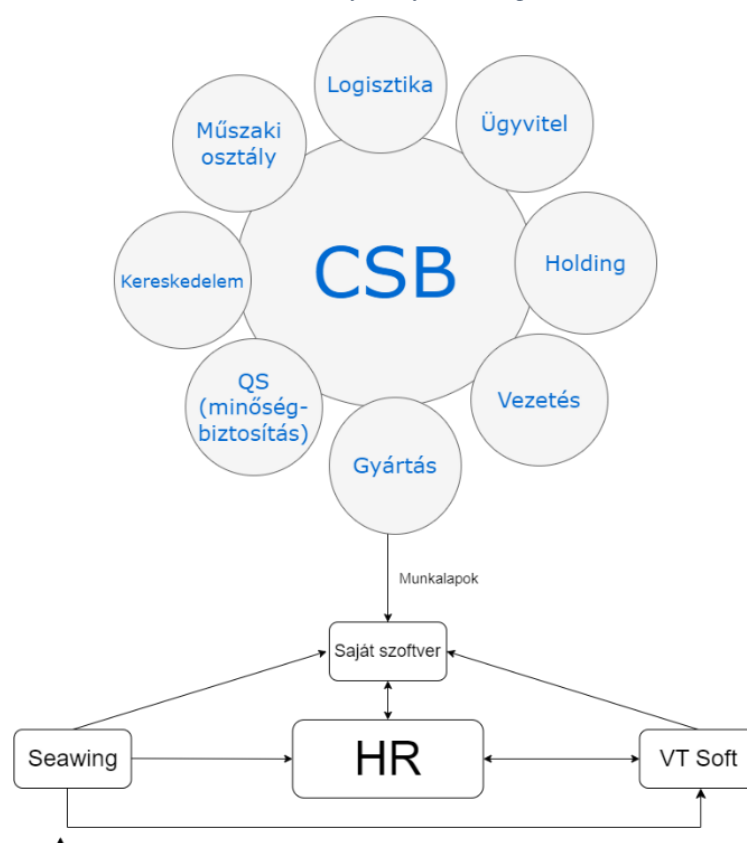 Logisztika
Műszaki
osztály
Ügyvitel
CSB
Holding
Kereskedelem
QS
(minőség-
biztosítás)
Vezetés
Gyártás
Munkalapok
Saját szoftver
Seawing
HR
VT Soft